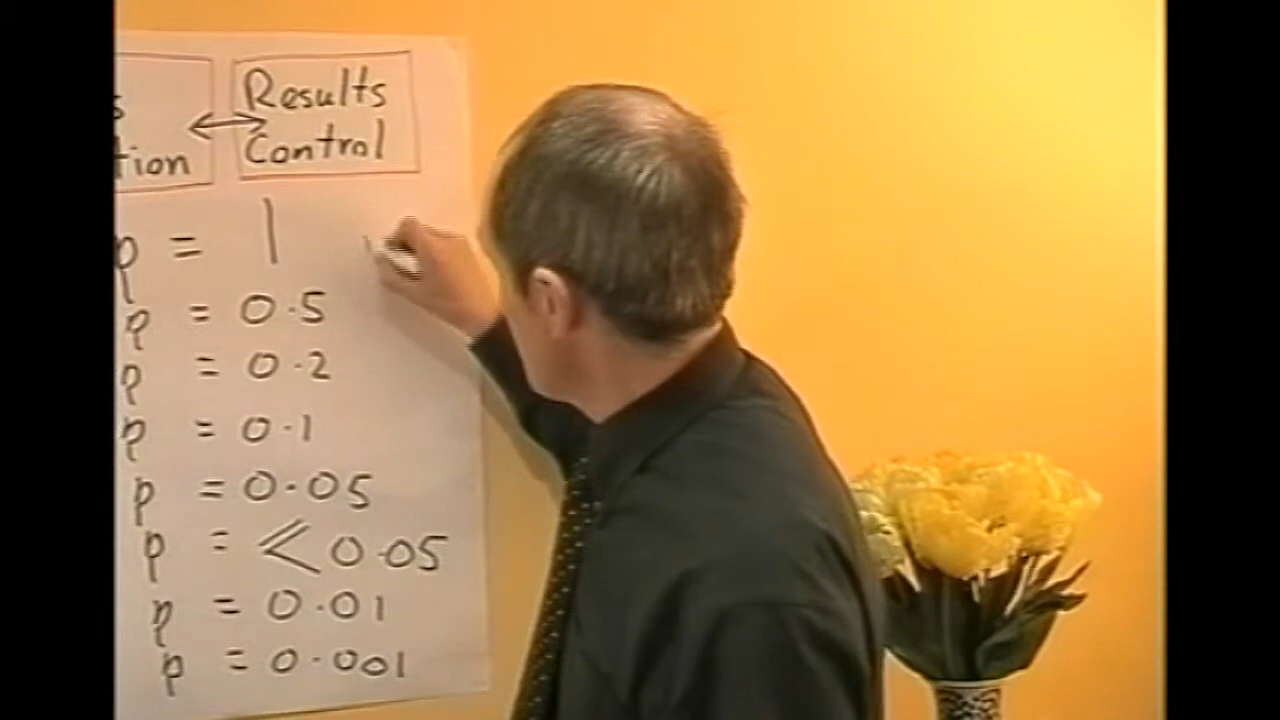 Results
Control
tion
p = 1
p = 0.5
p = 0.2
p = 0.1
p = 0.05
p = ⩽ 0.05
p = 0.01
p = 0.001